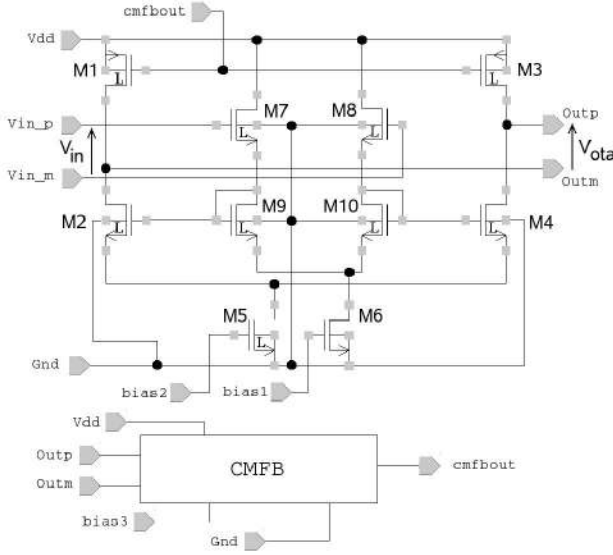 cmfbout
Vdd
M1
L
M3
L
M7
M8
Vin_p
L
L
Outp
Vin
Vota
Vin_m
Outm
M2
M9
M10
M4
L
L
L
L
M5
M6
L
Gnd
bias2
bias1
Vdd
Outp
CMFB
cmfbout
Outm
bias3
Gnd